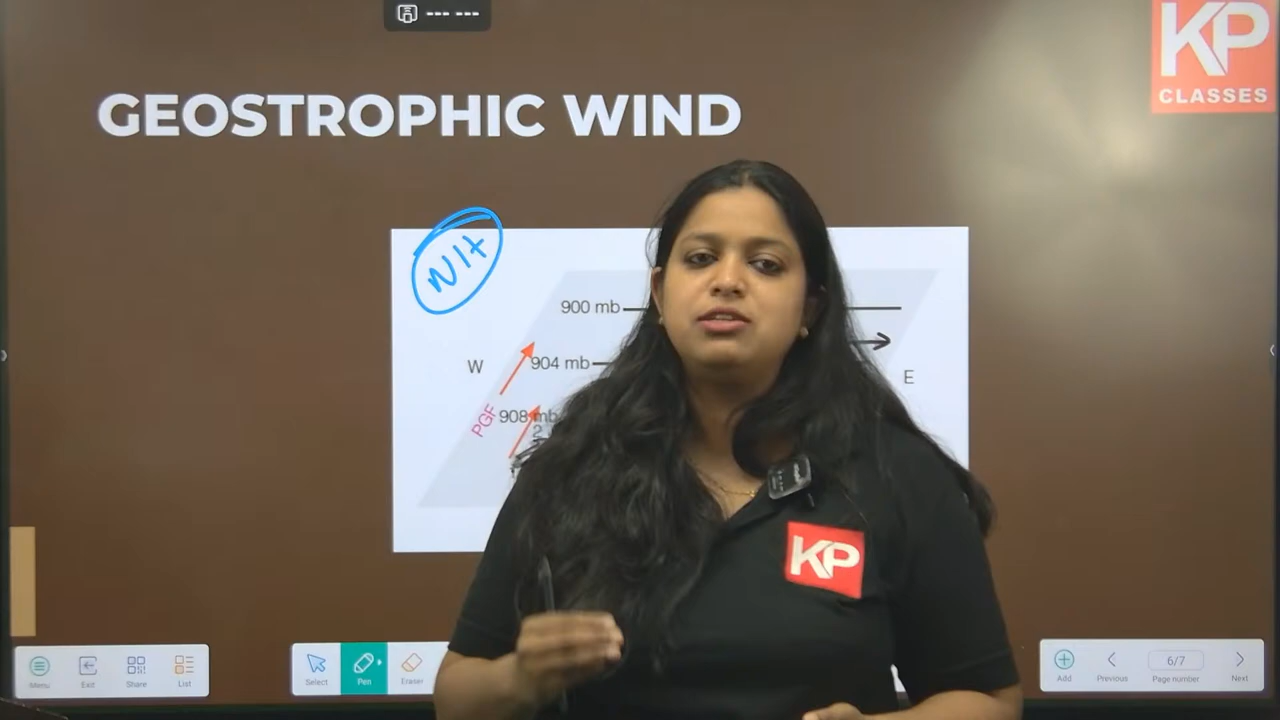 --- ---
KP
CLASSES
GEOSTROPHIC WIND
N/H
900 mb
904 mb
W
E
908 mb
PGF
2
KP
Menu
Exit
Share
List
Select
Pen
Eraser
Add
Previous
6/7
Page number
Next